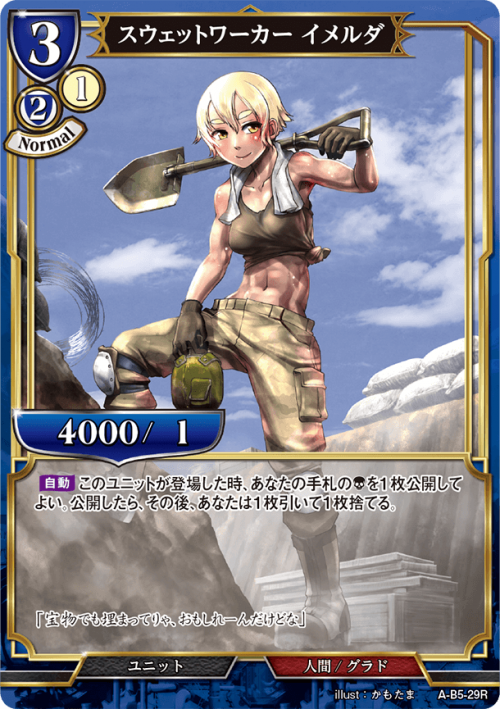 3
スウェットワーカー イメルダ
2
1
Normal
4000/ 1
自動 このユニットが登場した時、あなたの手札の💀を1枚公開して
よい。公開したら、その後、あなたは1枚引いて1枚捨てる。
「宝物でも埋まってりゃ、おもしれーんだけどな」
ユニット
人間 / グラド
illust：かもたま A-B5-29R